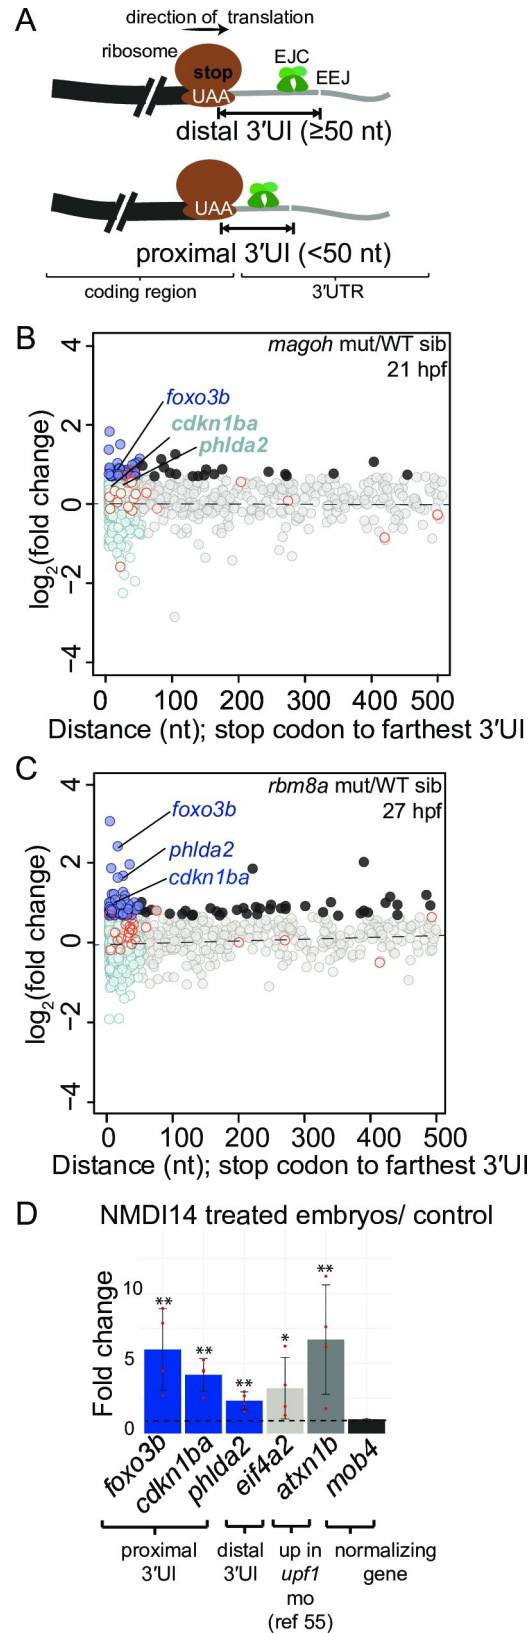 A
direction of translation
ribosome
stop
EJC
EEJ
UAA
distal 3′UI (≥50 nt)
UAA
proximal 3′UI (<50 nt)
coding region
3′UTR
B
magoh mut/WT sib
21 hpf
foxo3b
cdkn1ba
phlda2
log2(fold change)
4
2
0
−2
−4
0 100 200 300 400 500
Distance (nt); stop codon to farthest 3′UI
C
rbm8a mut/WT sib
27 hpf
foxo3b
phlda2
cdkn1ba
log2(fold change)
4
2
0
−2
−4
0 100 200 300 400 500
Distance (nt); stop codon to farthest 3′UI
D
NMDI14 treated embryos/ control
Fold change
10
5
0
** ** ** * **
foxo3b cdkn1ba phlda2 eif4a2 atxn1b mob4
proximal
3′UI
distal
3′UI
up in
upf1
mo
(ref 55)
normalizing
gene